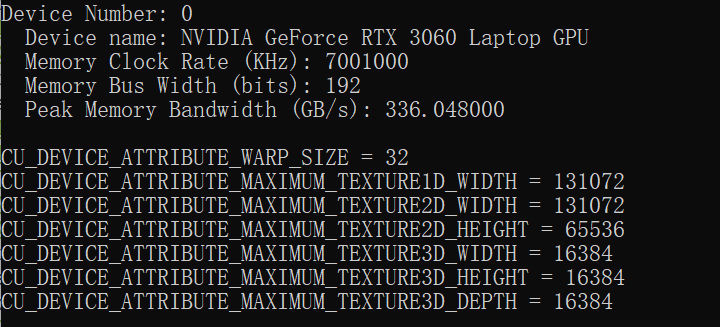 Device Number: 0
Device name: NVIDIA GeForce RTX 3060 Laptop GPU
Memory Clock Rate (KHz): 7001000
Memory Bus Width (bits): 192
Peak Memory Bandwidth (GB/s): 336.048000
CU_DEVICE_ATTRIBUTE_WARP_SIZE = 32
CU_DEVICE_ATTRIBUTE_MAXIMUM_TEXTURE1D_WIDTH = 131072
CU_DEVICE_ATTRIBUTE_MAXIMUM_TEXTURE2D_WIDTH = 131072
CU_DEVICE_ATTRIBUTE_MAXIMUM_TEXTURE2D_HEIGHT = 65536
CU_DEVICE_ATTRIBUTE_MAXIMUM_TEXTURE3D_WIDTH = 16384
CU_DEVICE_ATTRIBUTE_MAXIMUM_TEXTURE3D_HEIGHT = 16384
CU_DEVICE_ATTRIBUTE_MAXIMUM_TEXTURE3D_DEPTH = 16384